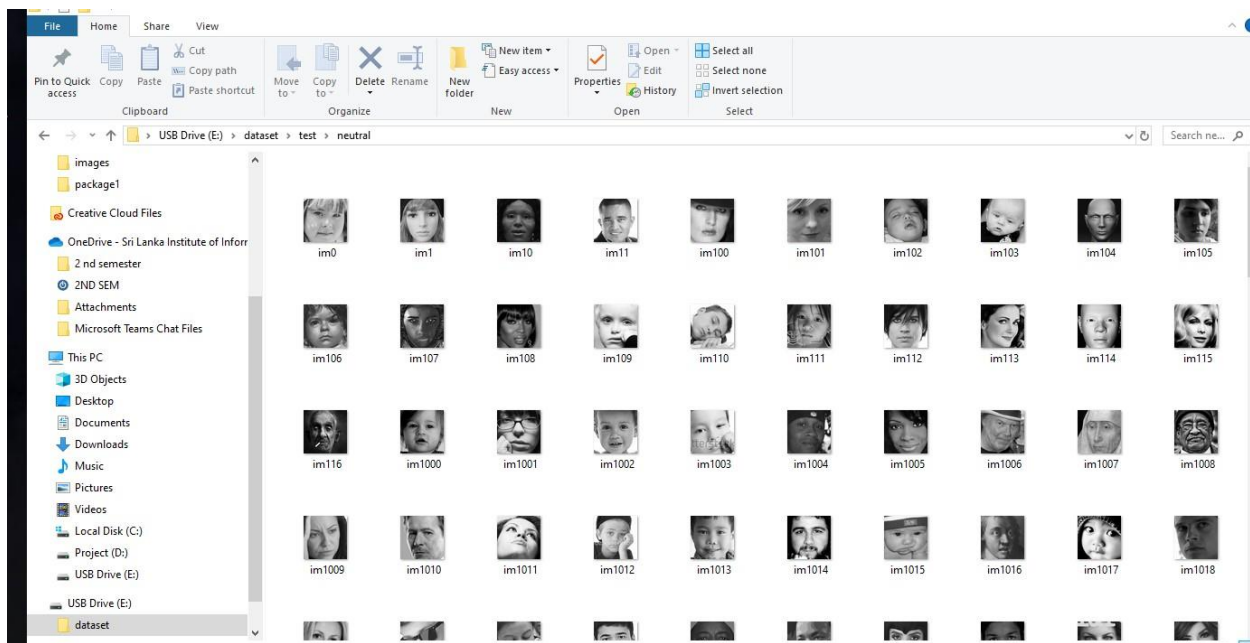 File Home Share View
Pin to Quick access
Copy
Paste
Cut
Copy path
Paste shortcut
Clipboard
Move to
Copy to
Delete
Rename
Organize
New folder
New item
Easy access
New
Properties
Open
Edit
History
Open
Select all
Select none
Invert selection
Select
USB Drive (E:) > dataset > test > neutral
Search ne...
images
package1
Creative Cloud Files
OneDrive - Sri Lanka Institute of Inforr
2 nd semester
2ND SEM
Attachments
Microsoft Teams Chat Files
This PC
3D Objects
Desktop
Documents
Downloads
Music
Pictures
Videos
Local Disk (C:)
Project (D:)
USB Drive (E:)
USB Drive (E:)
dataset
im0 im1 im10 im11 im100 im101 im102 im103 im104 im105
im106 im107 im108 im109 im110 im111 im112 im113 im114 im115
im116 im1000 im1001 im1002 im1003 im1004 im1005 im1006 im1007 im1008
im1009 im1010 im1011 im1012 im1013 im1014 im1015 im1016 im1017 im1018